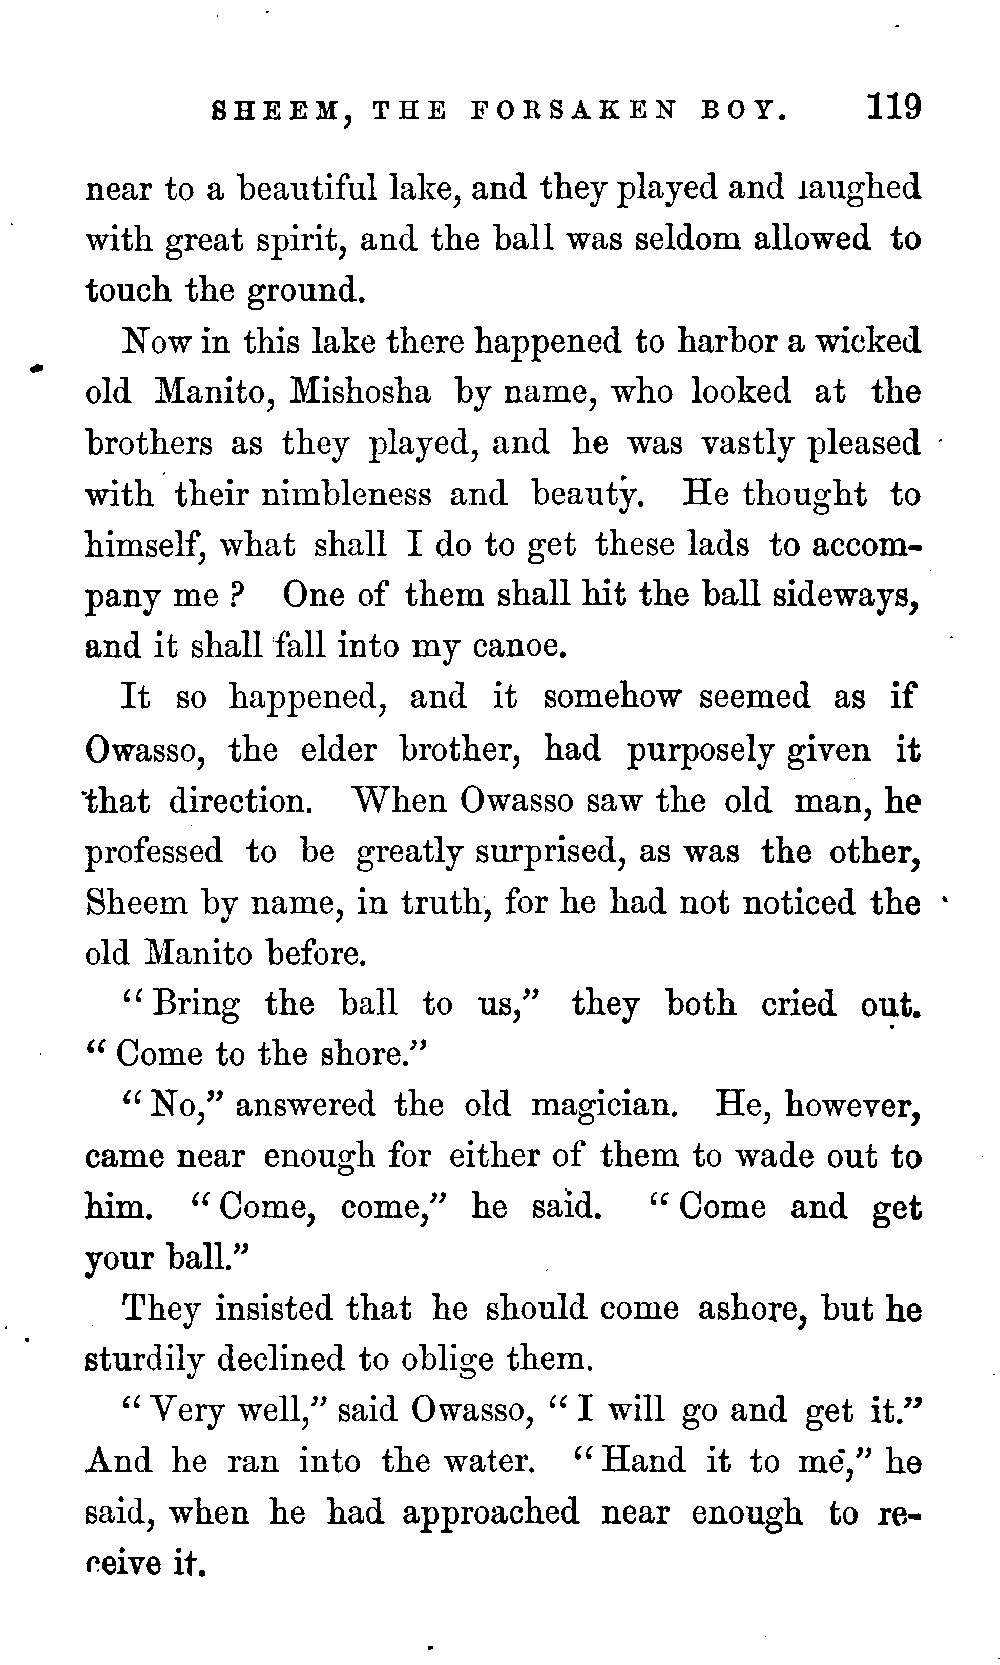 SHEEM, THE FORSAKEN BOY. 119
near to a beautiful lake, and they played and laughed
with great spirit, and the ball was seldom allowed to
touch the ground.
Now in this lake there happened to harbor a wicked
old Manito, Mishosha by name, who looked at the
brothers as they played, and he was vastly pleased
with their nimbleness and beauty. He thought to
himself, what shall I do to get these lads to accom-
pany me ? One of them shall hit the ball sideways,
and it shall fall into my canoe.
It so happened, and it somehow seemed as if
Owasso, the elder brother, had purposely given it
that direction. When Owasso saw the old man, he
professed to be greatly surprised, as was the other,
Sheem by name, in truth, for he had not noticed the
old Manito before.
“ Bring the ball to us,” they both cried out.
“ Come to the shore.”
“ No,” answered the old magician. He, however,
came near enough for either of them to wade out to
him. “ Come, come,” he said. “ Come and get
your ball.”
They insisted that he should come ashore, but he
sturdily declined to oblige them.
“ Very well,” said Owasso, “ I will go and get it.”
And he ran into the water. “ Hand it to me,” he
said, when he had approached near enough to re-
ceive it.